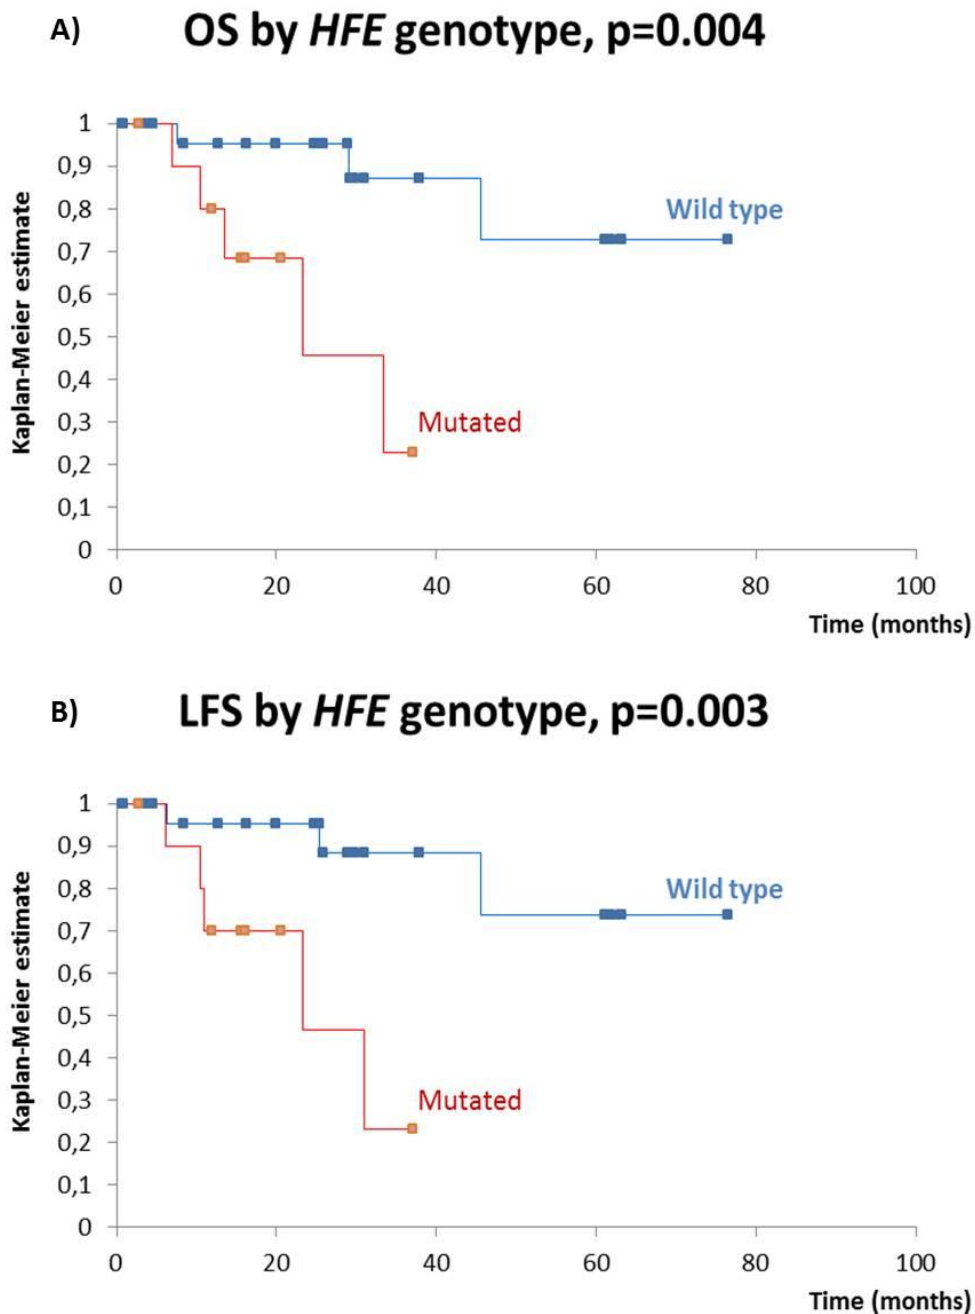 A)
OS by HFE genotype, p=0.004
Kaplan-Meier estimate
1
0,9
0,8
0,7
0,6
0,5
0,4
0,3
0,2
0,1
0
Wild type
Mutated
0 20 40 60 80 100
Time (months)
B)
LFS by HFE genotype, p=0.003
Kaplan-Meier estimate
1
0,9
0,8
0,7
0,6
0,5
0,4
0,3
0,2
0,1
0
Wild type
Mutated
0 20 40 60 80 100
Time (months)